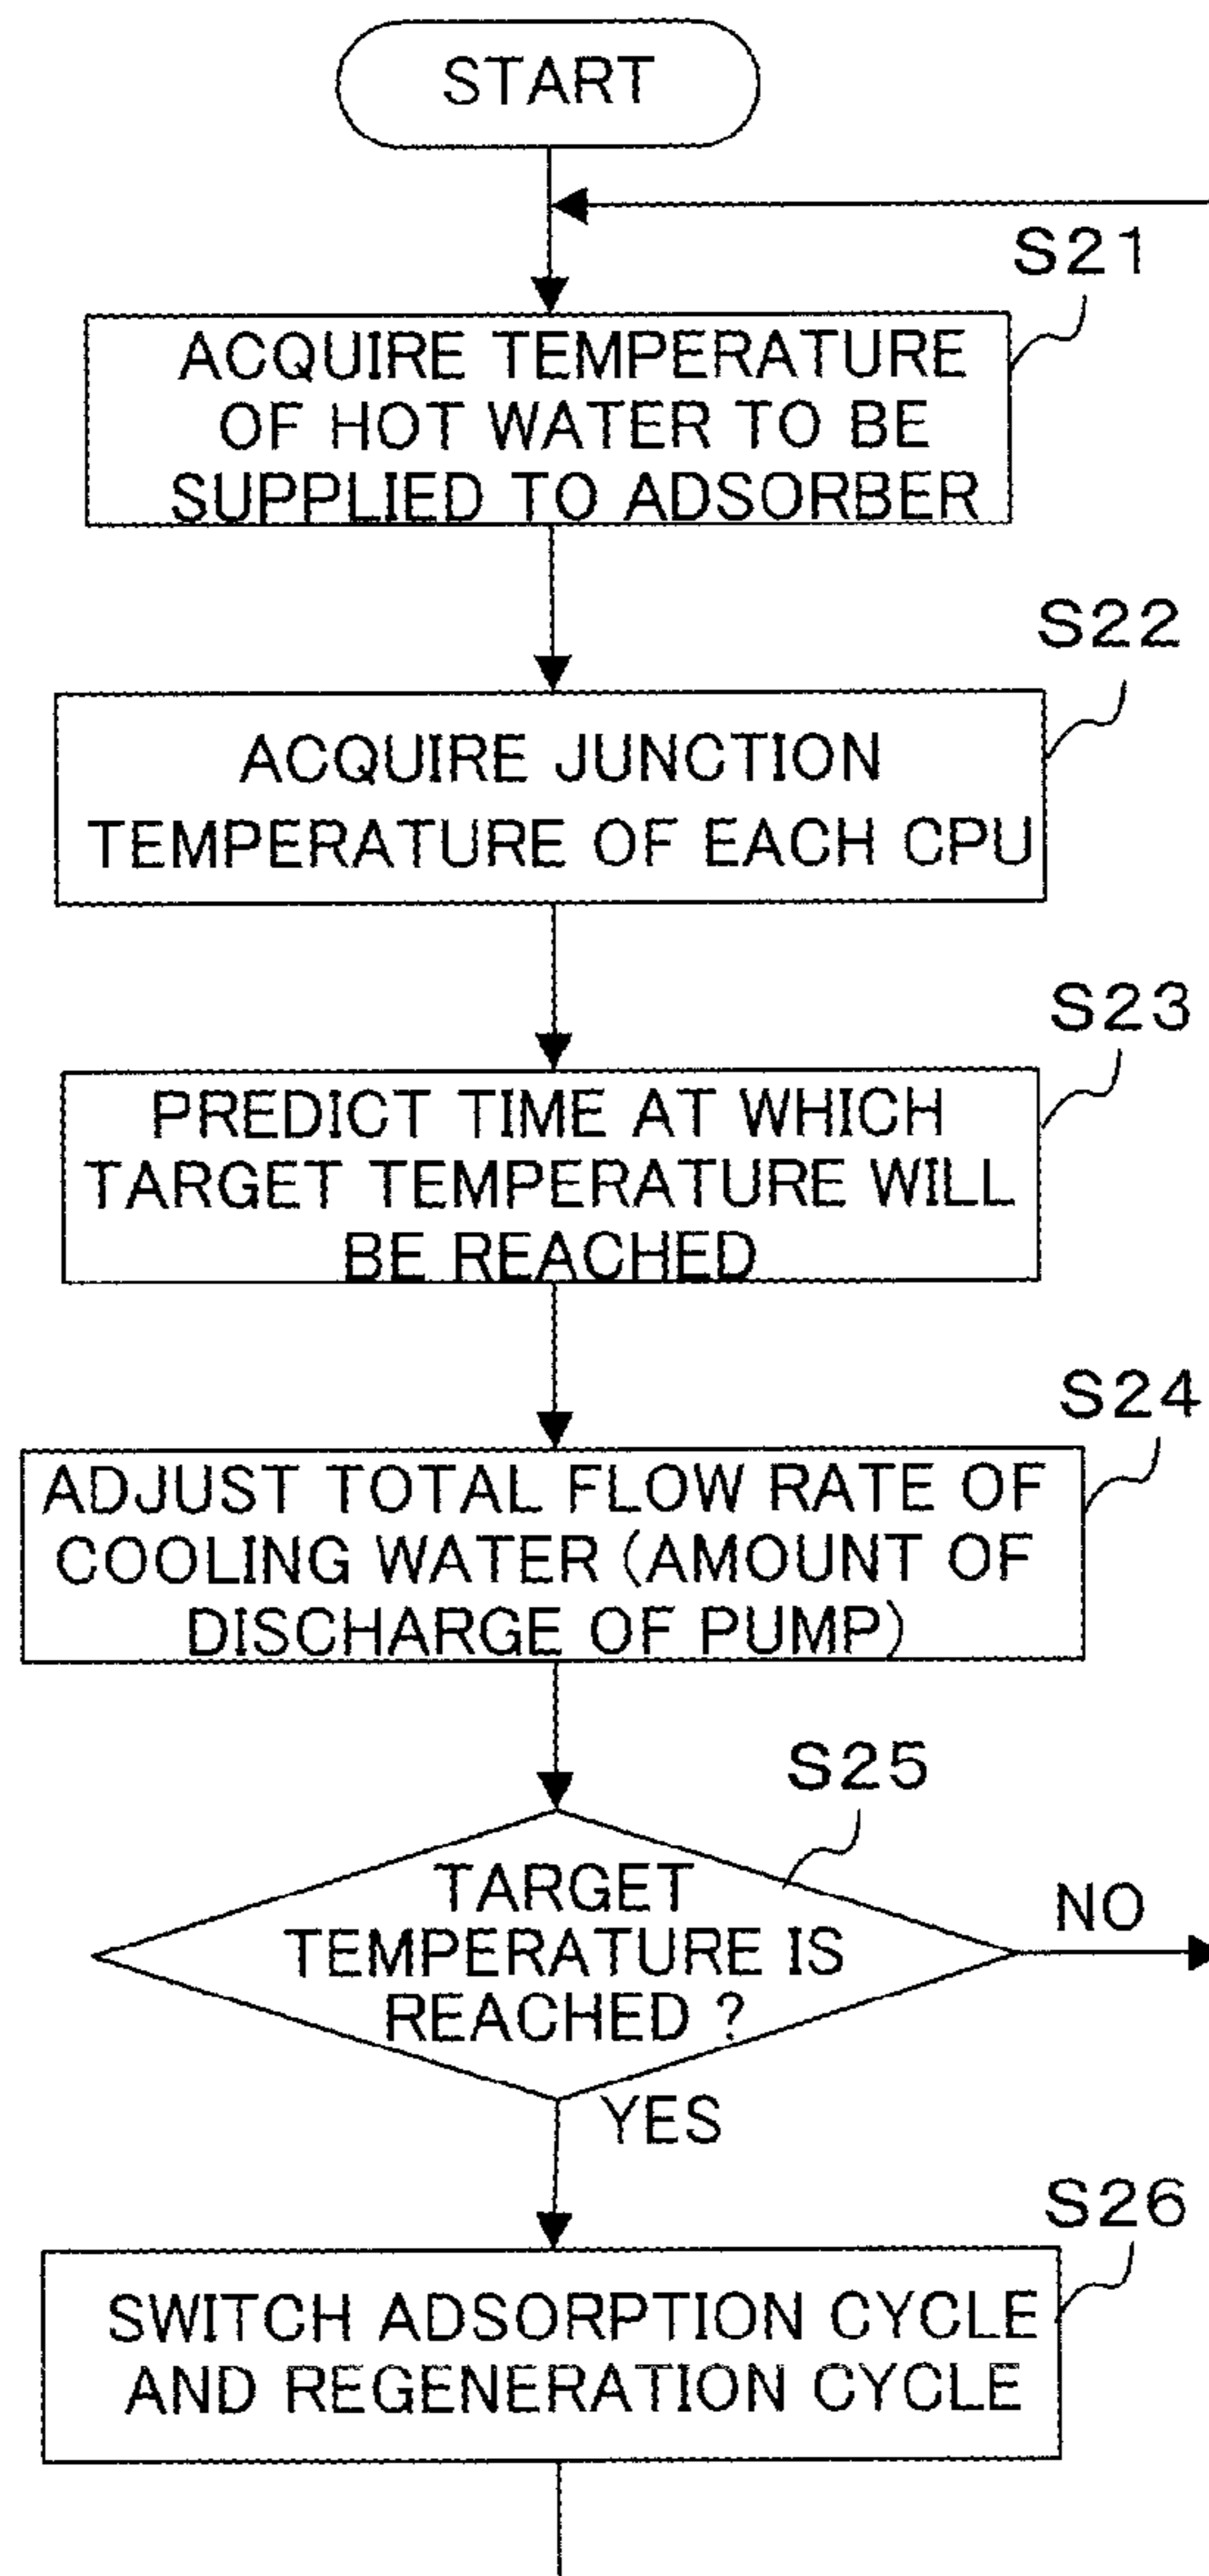 START
S21
ACQUIRE TEMPERATURE
OF HOT WATER TO BE
SUPPLIED TO ADSORBER
S22
ACQUIRE JUNCTION
TEMPERATURE OF EACH CPU
S23
PREDICT TIME AT WHICH
TARGET TEMPERATURE WILL
BE REACHED
S24
ADJUST TOTAL FLOW RATE OF
COOLING WATER (AMOUNT OF
DISCHARGE OF PUMP)
S25
TARGET
TEMPERATURE IS
REACHED ?
NO
YES
S26
SWITCH ADSORPTION CYCLE
AND REGENERATION CYCLE